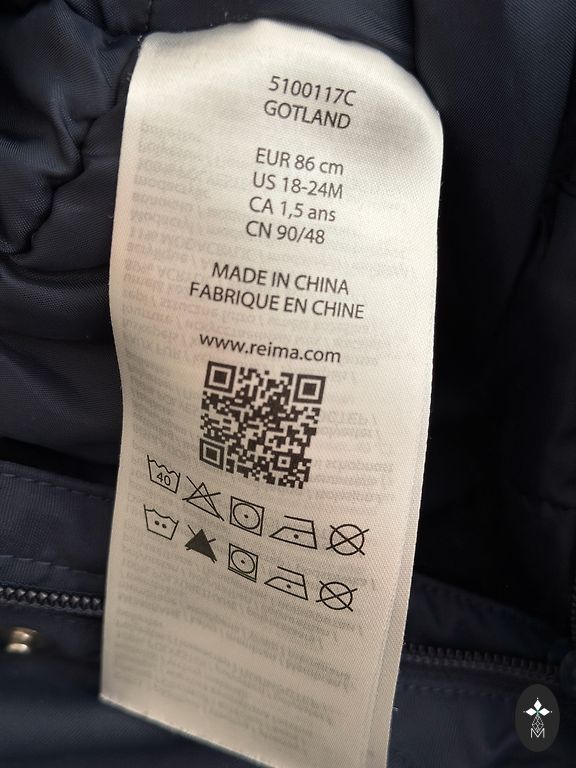 5100117C
GOTLAND
EUR 86 cm
US 18-24M
CA 1,5 ans
CN 90/48
MADE IN CHINA
FABRIQUE EN CHINE
www.reima.com
40